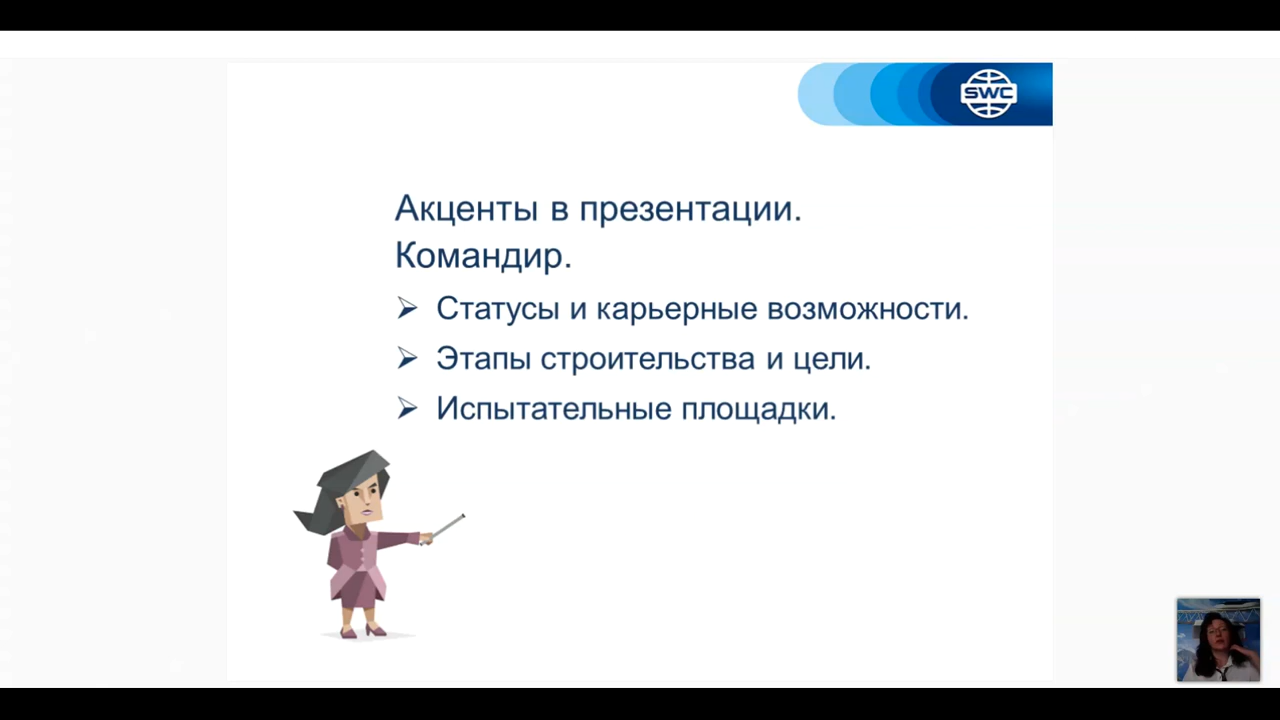 SWC
Акценты в презентации.
Командир.
Статусы и карьерные возможности.
Этапы строительства и цели.
Испытательные площадки.